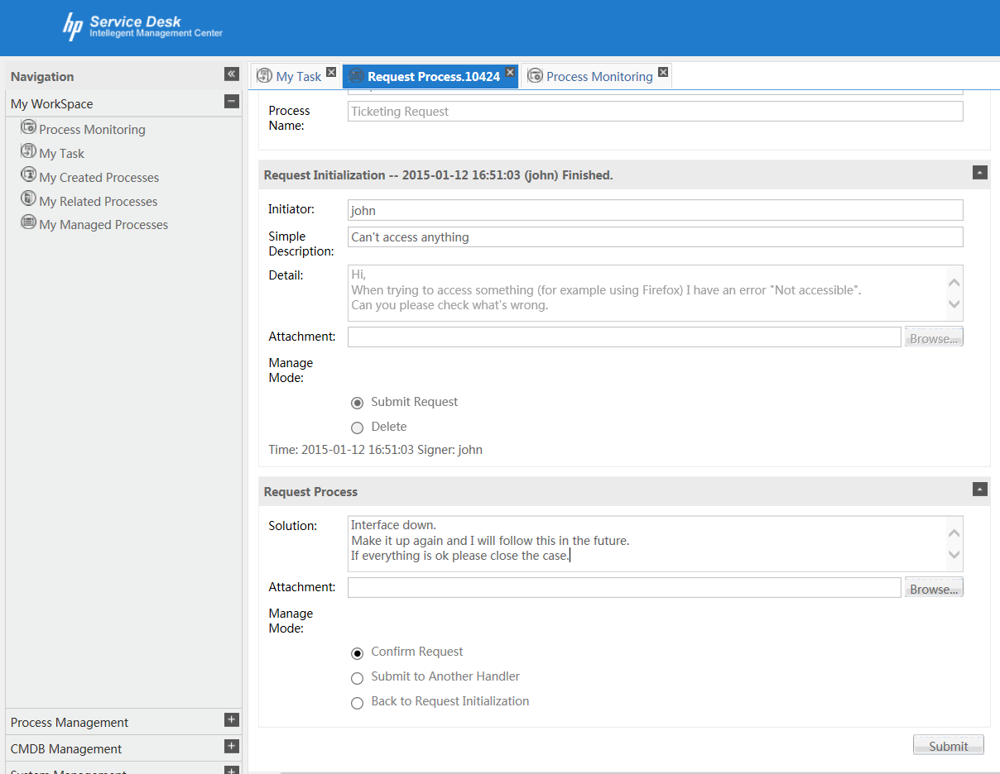 hp
Service Desk
Intellegent Management Center
Navigation
My WorkSpace
Process Monitoring
My Task
My Created Processes
My Related Processes
My Managed Processes
Process Management
CMDB Management
System Management
My Task
Request Process.10424
Process Monitoring
Process
Name:
Ticketing Request
Request Initialization -- 2015-01-12 16:51:03 (john) Finished.
Initiator:
john
Simple
Description:
Can't access anything
Detail:
Hi,
When trying to access something (for example using Firefox) I have an error "Not accessible".
Can you please check what's wrong.
Attachment:
Browse...
Manage
Mode:
Submit Request
Delete
Time: 2015-01-12 16:51:03 Signer: john
Request Process
Solution:
Interface down.
Make it up again and I will follow this in the future.
If everything is ok please close the case.
Attachment:
Browse...
Manage
Mode:
Confirm Request
Submit to Another Handler
Back to Request Initialization
Submit